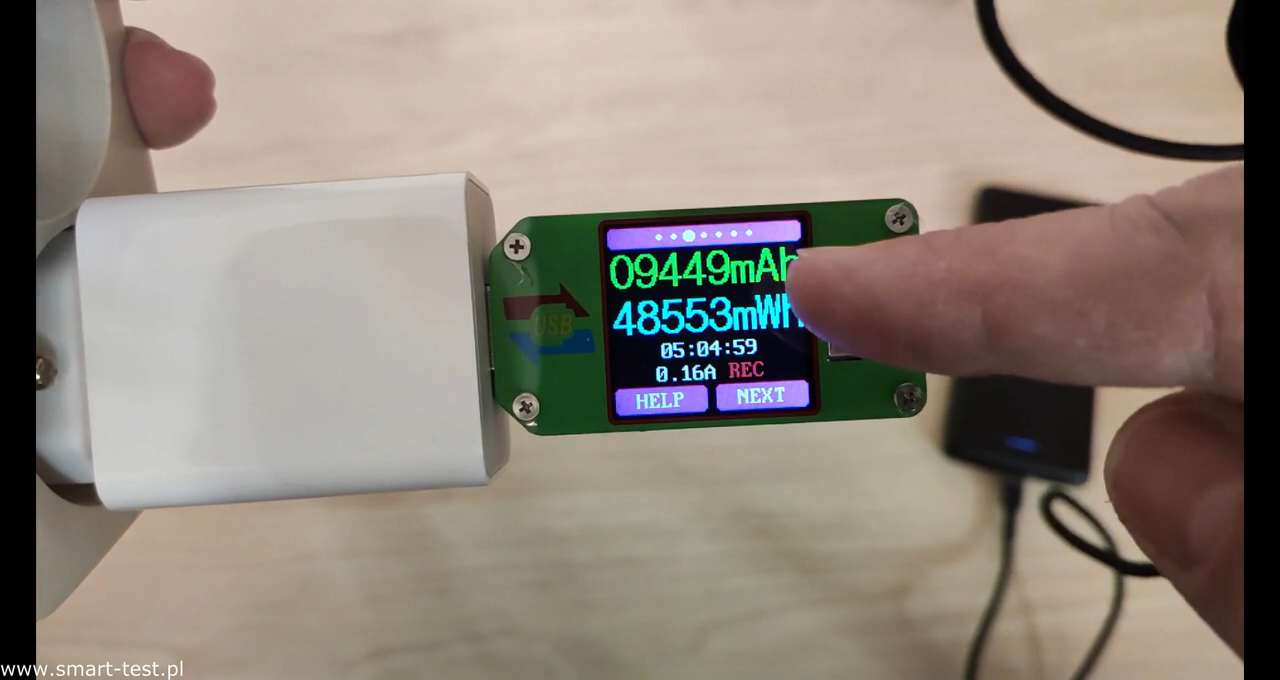 USB
09449mAh
48553mWh
05:04:59
0.16A REC
HELP NEXT
www.smart-test.pl